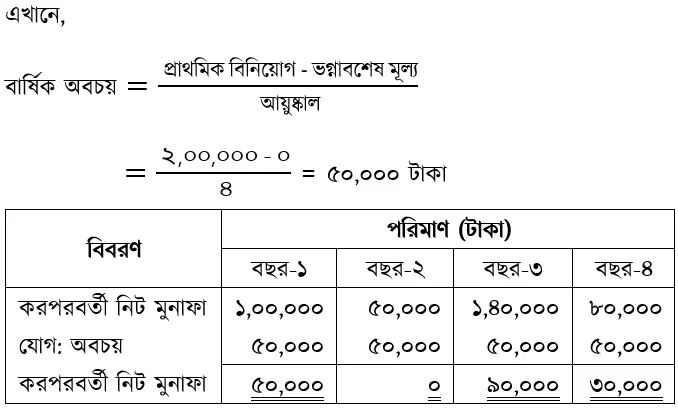 এখানে,
বার্ষিক অবচয় = প্রাথমিক বিনিয়োগ - ভগ্নাবশেষ মূল্য
আয়ুষ্কাল
= ২,০০,০০০ - ০ = ৫০,০০০ টাকা
৪
বিবরণ পরিমাণ (টাকা)
বছর-১ বছর-২ বছর-৩ বছর-৪
করপরবর্তী নিট মুনাফা ১,০০,০০০ ৫০,০০০ ১,৪০,০০০ ৮০,০০০
যোগ: অবচয় ৫০,০০০ ৫০,০০০ ৫০,০০০ ৫০,০০০
করপরবর্তী নিট মুনাফা ৫০,০০০ ০ ৯০,০০০ ৩০,০০০